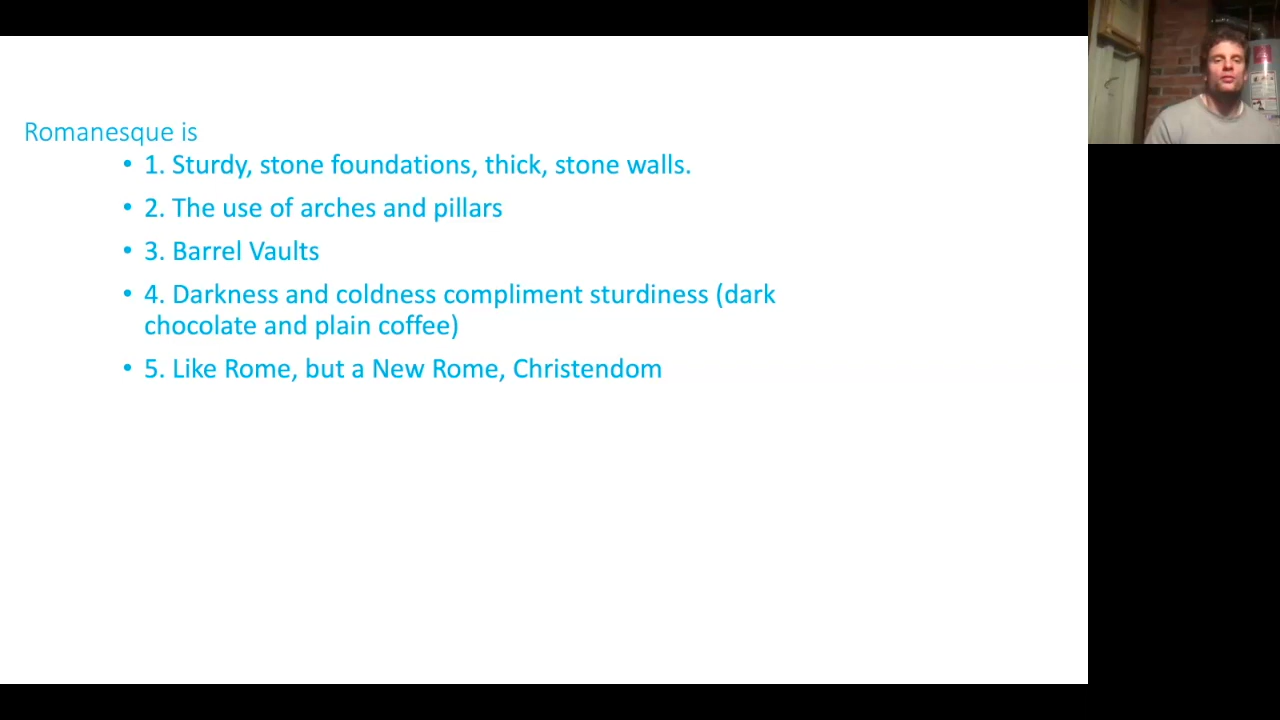 Romanesque is
• 1. Sturdy, stone foundations, thick, stone walls.
• 2. The use of arches and pillars
• 3. Barrel Vaults
• 4. Darkness and coldness compliment sturdiness (dark
chocolate and plain coffee)
• 5. Like Rome, but a New Rome, Christendom